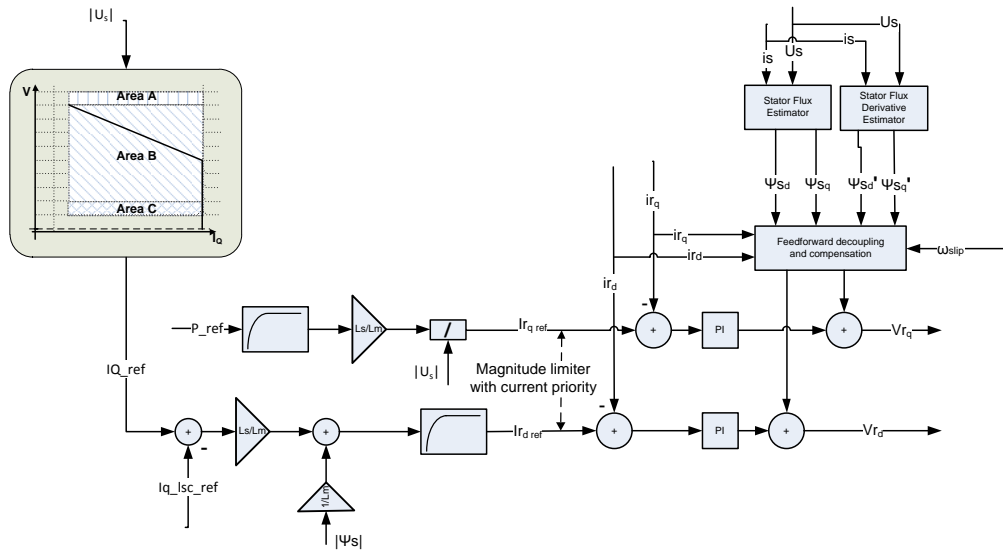 |Uₛ|
V
Area A
Area B
Area C
I_Q
Us
is
is
Us
Stator Flux
Estimator
Stator Flux
Derivative
Estimator
Ψsd
Ψsq
Ψsd'
Ψsq'
irq
irq
ird
ird
Feedforward decoupling
and compensation
ωslip
P_ref
Ls/Lm
/
|Uₛ|
Irq ref
-
+
PI
+
Vrq
Magnitude limiter
with current priority
IQ_ref
+
-
Iq_lsc_ref
Ls/Lm
+
1/Lm
|Ψs|
Ird ref
-
+
PI
+
Vrd